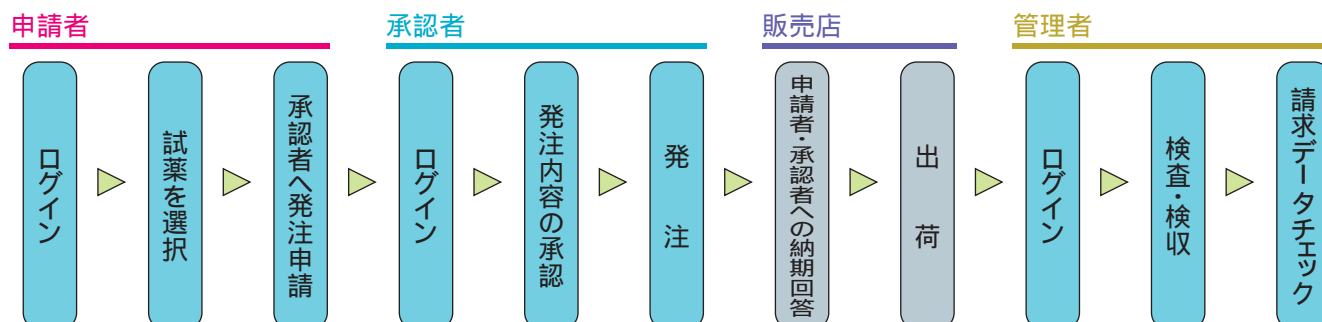 申請者
ログイン
試薬を選択
承認者へ発注申請
承認者
ログイン
発注内容の承認
発注
販売店
申請者・承認者への納期回答
出荷
管理者
ログイン
検査・検収
請求データチェック